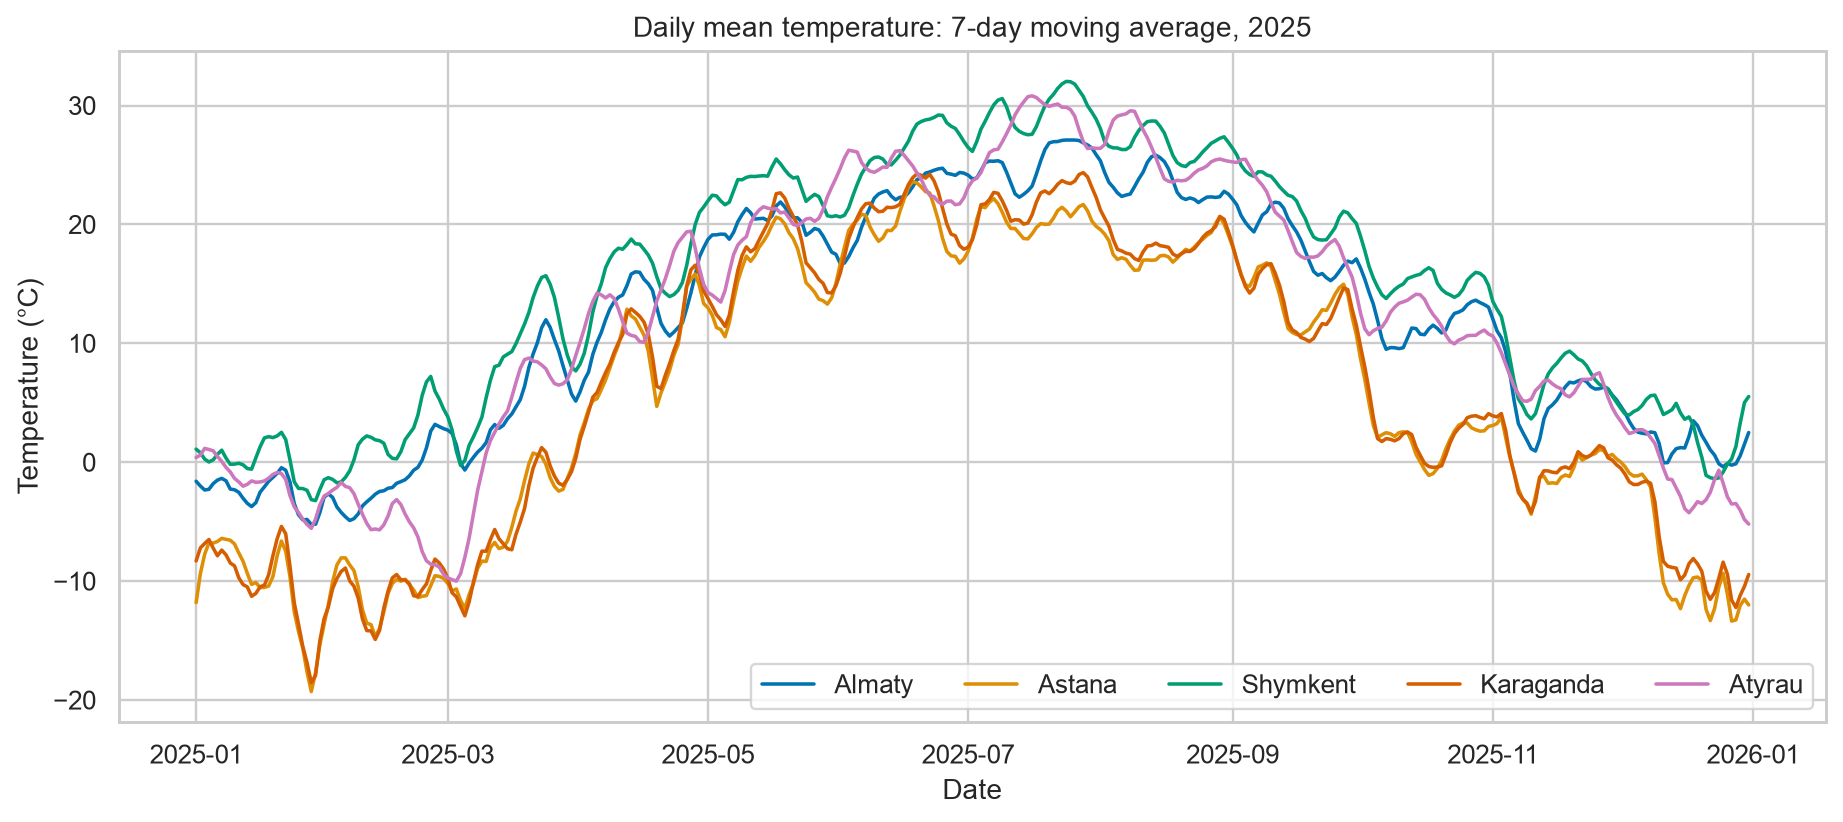 Daily mean temperature: 7-day moving average, 2025
Temperature (°C)
30
20
10
0
−10
−20
Almaty Astana Shymkent Karaganda Atyrau
2025-01 2025-03 2025-05 2025-07 2025-09 2025-11 2026-01
Date